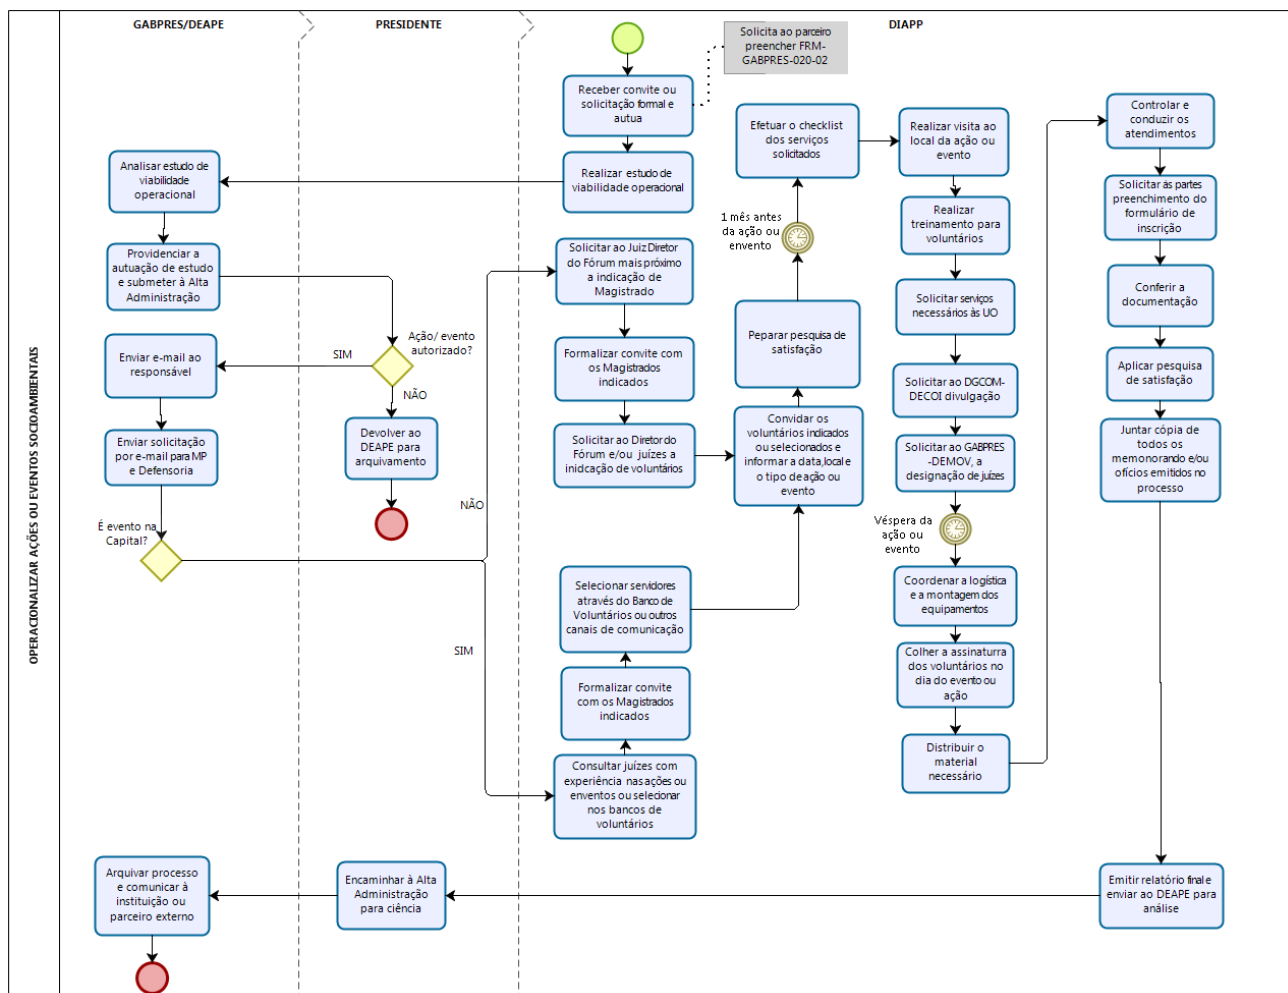 OPERACIONALIZAR AÇÕES OU EVENTOS SOCIOAMBIENTAIS
GABPRES/DEAPE
PRESIDENTE
DIAPP
Solicita ao parceiro
preencher FRM-
GABPRES-020-02
Receber convite ou
solicitação formal e
autua
Realizar estudo de
viabilidade operacional
Analisar estudo de
viabilidade
operacional
Providenciar a
autuação de estudo
e submeter à Alta
Administração
Ação/ evento
autorizado?
SIM
NÃO
Enviar e-mail ao
responsável
Enviar solicitação
por e-mail para MP
e Defensoria
Devolver ao
DEAPE para
arquivamento
É evento na
Capital?
NÃO
SIM
Solicitar ao Juiz Diretor
do Fórum mais próximo
a indicação de
Magistrado
Formalizar convite com
os Magistrados
indicados
Solicitar ao Diretor do
Fórum e/ou juízes a
inidcação de voluntários
Consultar juízes com
experiência nas ações ou
enventos ou selecionar
nos bancos de
voluntários
Formalizar convite
com os Magistrados
indicados
Selecionar servidores
através do Banco de
Voluntários ou outros
canais de comunicação
Convidar os
voluntários indicados
ou selecionados e
informar a data,local e
o tipo de ação ou
evento
Peparar pesquisa de
satisfação
1 mês antes
da ação ou
envento
Efetuar o checklist
dos serviços
solicitados
Realizar visita ao
local da ação ou
evento
Realizar
treinamento para
voluntários
Solicitar serviços
necessários às UO
Solicitar ao DGCOM-
DECOI divulgação
Solicitar ao GABPRES
-DEMOV, a
designação de juízes
Véspera da
ação ou
evento
Coordenar a logística
e a montagem dos
equipamentos
Colher a assinaturra
dos voluntários no
dia do evento ou
ação
Distribuir o
material
necessário
Controlar e
conduzir os
atendimentos
Solicitar às partes
preenchimento do
formulário de
inscrição
Conferir a
documentação
Aplicar pesquisa
de satisfação
Juntar cópia de
todos os
memorando e/ou
ofícios emitidos no
processo
Emitir relatório final e
enviar ao DEAPE para
análise
Encaminhar à Alta
Administração
para ciência
Arquivar processo
e comunicar à
instituição ou
parceiro externo